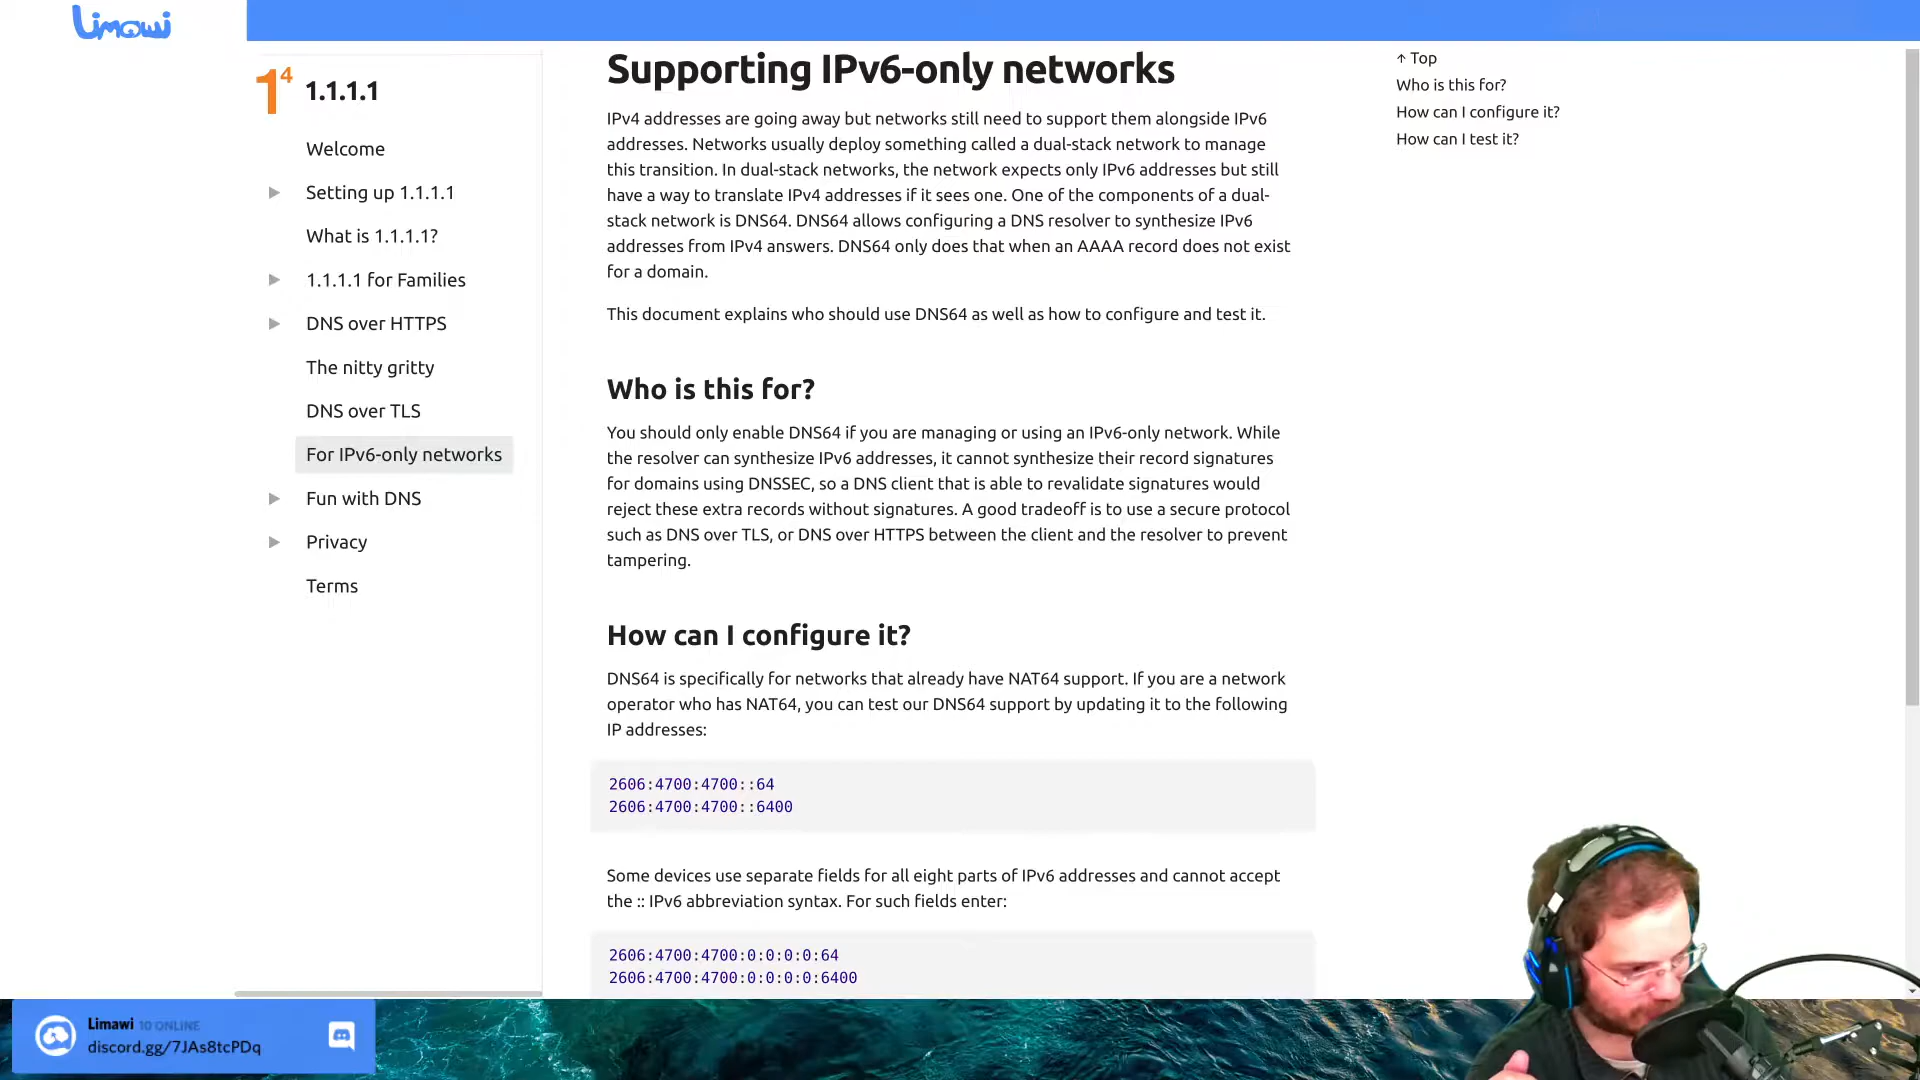 Limawi
1 4 1.1.1.1
Welcome
Setting up 1.1.1.1
What is 1.1.1.1?
1.1.1.1 for Families
DNS over HTTPS
The nitty gritty
DNS over TLS
For IPv6-only networks
Fun with DNS
Privacy
Terms
Supporting IPv6-only networks
IPv4 addresses are going away but networks still need to support them alongside IPv6
addresses. Networks usually deploy something called a dual-stack network to manage
this transition. In dual-stack networks, the network expects only IPv6 addresses but still
have a way to translate IPv4 addresses if it sees one. One of the components of a dual-
stack network is DNS64. DNS64 allows configuring a DNS resolver to synthesize IPv6
addresses from IPv4 answers. DNS64 only does that when an AAAA record does not exist
for a domain.
This document explains who should use DNS64 as well as how to configure and test it.
Who is this for?
You should only enable DNS64 if you are managing or using an IPv6-only network. While
the resolver can synthesize IPv6 addresses, it cannot synthesize their record signatures
for domains using DNSSEC, so a DNS client that is able to revalidate signatures would
reject these extra records without signatures. A good tradeoff is to use a secure protocol
such as DNS over TLS, or DNS over HTTPS between the client and the resolver to prevent
tampering.
How can I configure it?
DNS64 is specifically for networks that already have NAT64 support. If you are a network
operator who has NAT64, you can test our DNS64 support by updating it to the following
IP addresses:
2606:4700:4700::64
2606:4700:4700::6400
Some devices use separate fields for all eight parts of IPv6 addresses and cannot accept
the :: IPv6 abbreviation syntax. For such fields enter:
2606:4700:4700:0:0:0:0:64
2606:4700:4700:0:0:0:0:6400
↑ Top
Who is this for?
How can I configure it?
How can I test it?
Limawi 10 ONLINE
discord.gg/7JAs8tcPDq